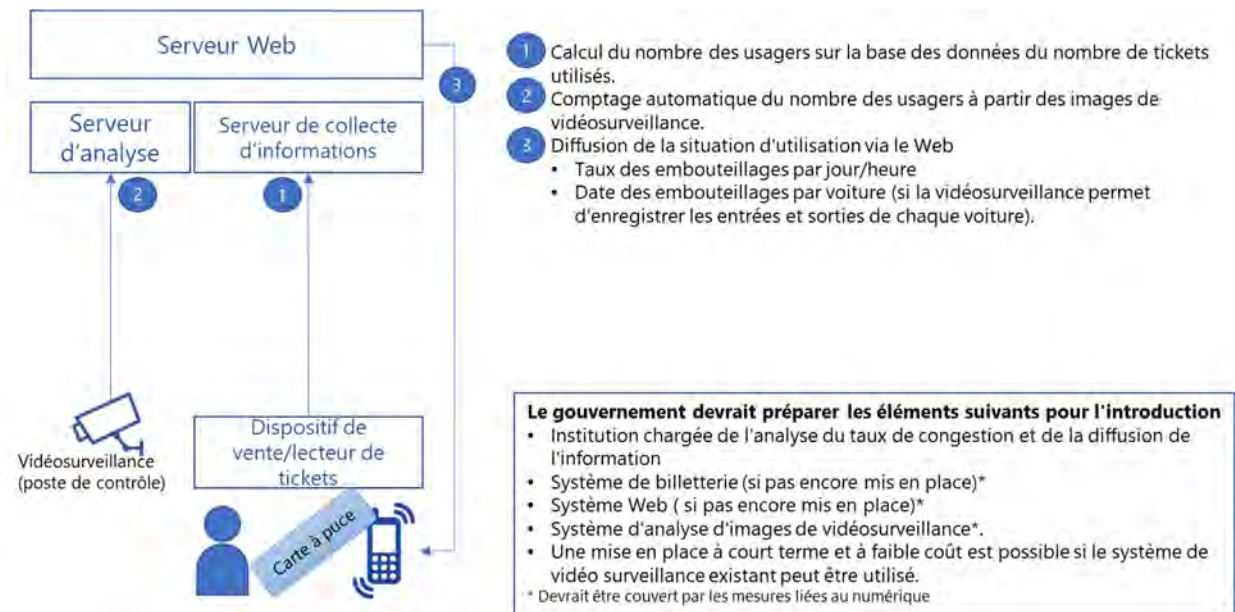 Serveur Web
3
Serveur
d'analyse
Serveur de collecte
d'informations
2
1
Vidéosurveillance
(poste de contrôle)
Dispositif de
vente/lecteur de
tickets
Carte à puce
1 Calcul du nombre des usagers sur la base des données du nombre de tickets
utilisés.
2 Comptage automatique du nombre des usagers à partir des images de
vidéosurveillance.
3 Diffusion de la situation d'utilisation via le Web
• Taux des embouteillages par jour/heure
• Date des embouteillages par voiture (si la vidéosurveillance permet
d'enregistrer les entrées et sorties de chaque voiture).
Le gouvernement devrait préparer les éléments suivants pour l'introduction
• Institution chargée de l'analyse du taux de congestion et de la diffusion de
l'information
• Système de billetterie (si pas encore mis en place)*
• Système Web ( si pas encore mis en place)*
• Système d'analyse d'images de vidéosurveillance*.
• Une mise en place à court terme et à faible coût est possible si le système de
vidéo surveillance existant peut être utilisé.
* Devrait être couvert par les mesures liées au numérique